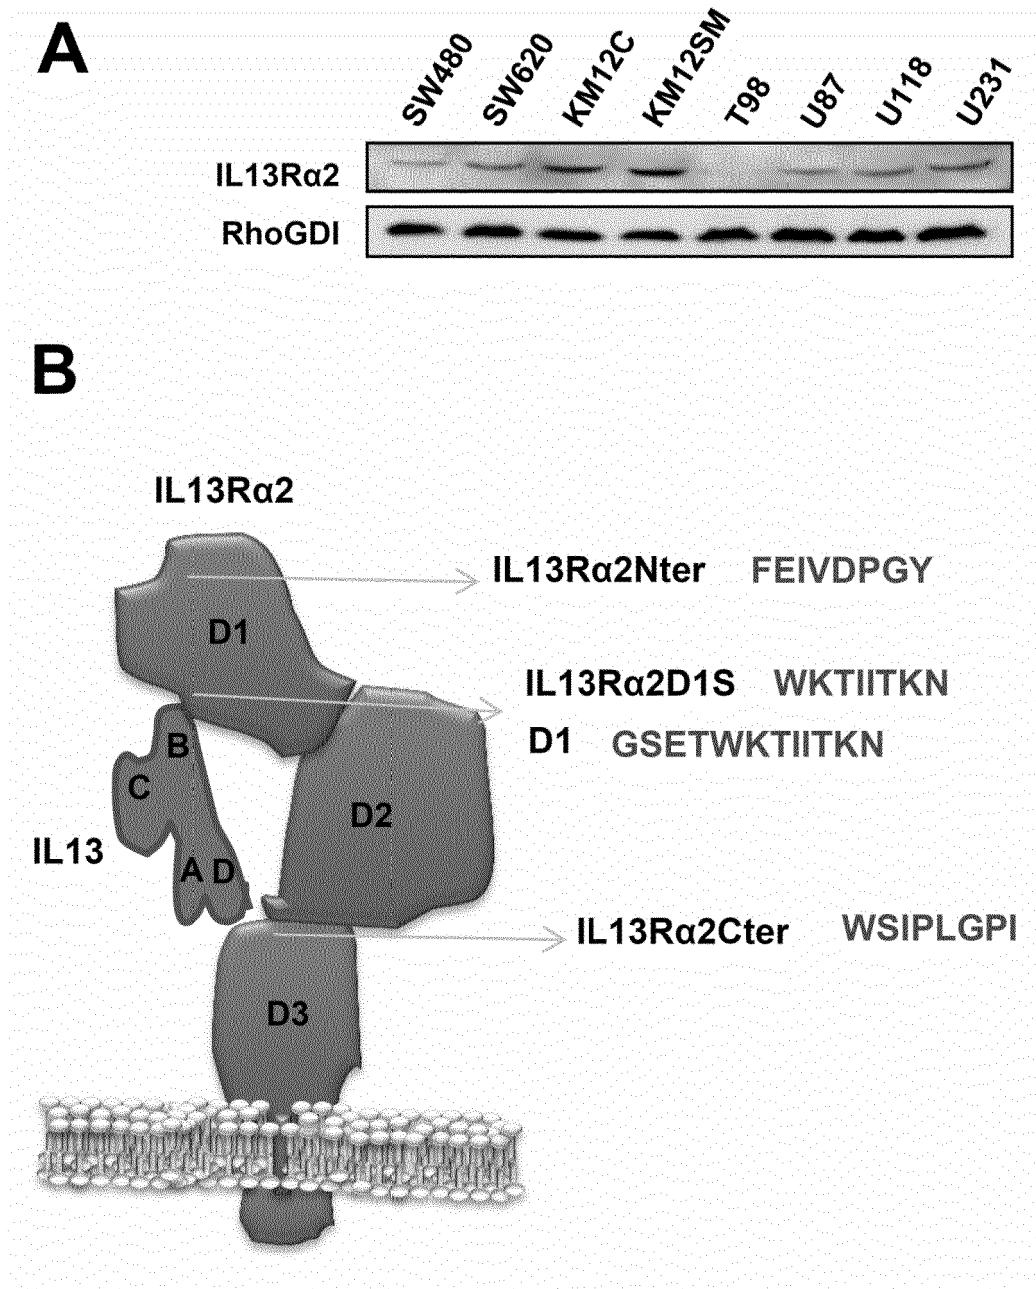 A
SW480 SW620 KM12C KM12SM T98 U87 U118 U231
IL13Rα2
RhoGDI
B
IL13Rα2
IL13Rα2Nter FEIVDPGY
D1
IL13Rα2D1S WKTIITKN
D1 GSETWKTIITKN
B
C
D2
IL13
A D
IL13Rα2Cter WSIPLGPI
D3